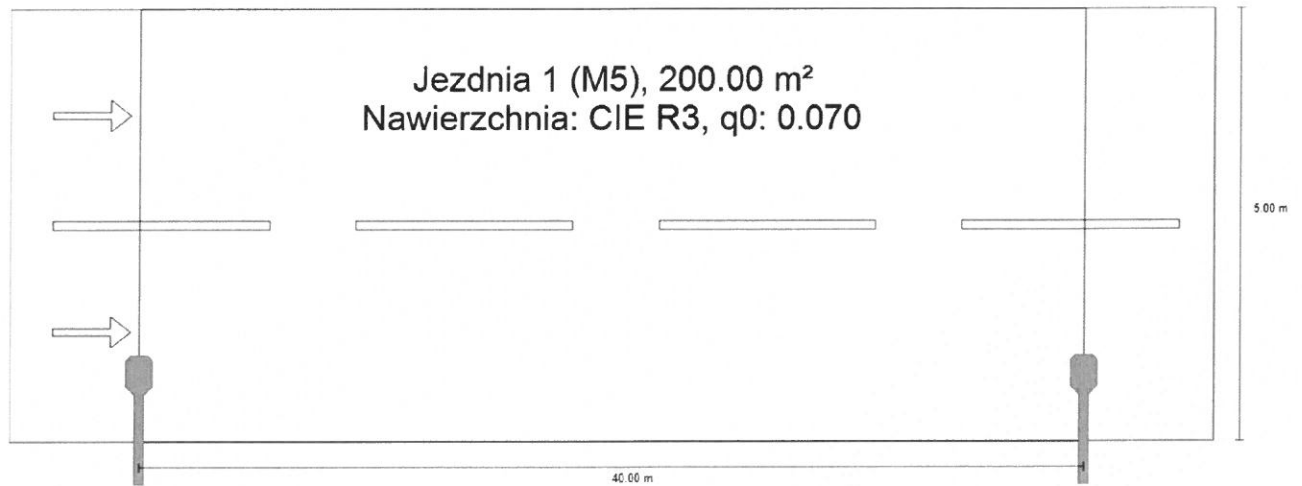 Jezdnia 1 (M5), 200.00 m²
Nawierzchnia: CIE R3, q0: 0.070
5.00 m
40.00 m